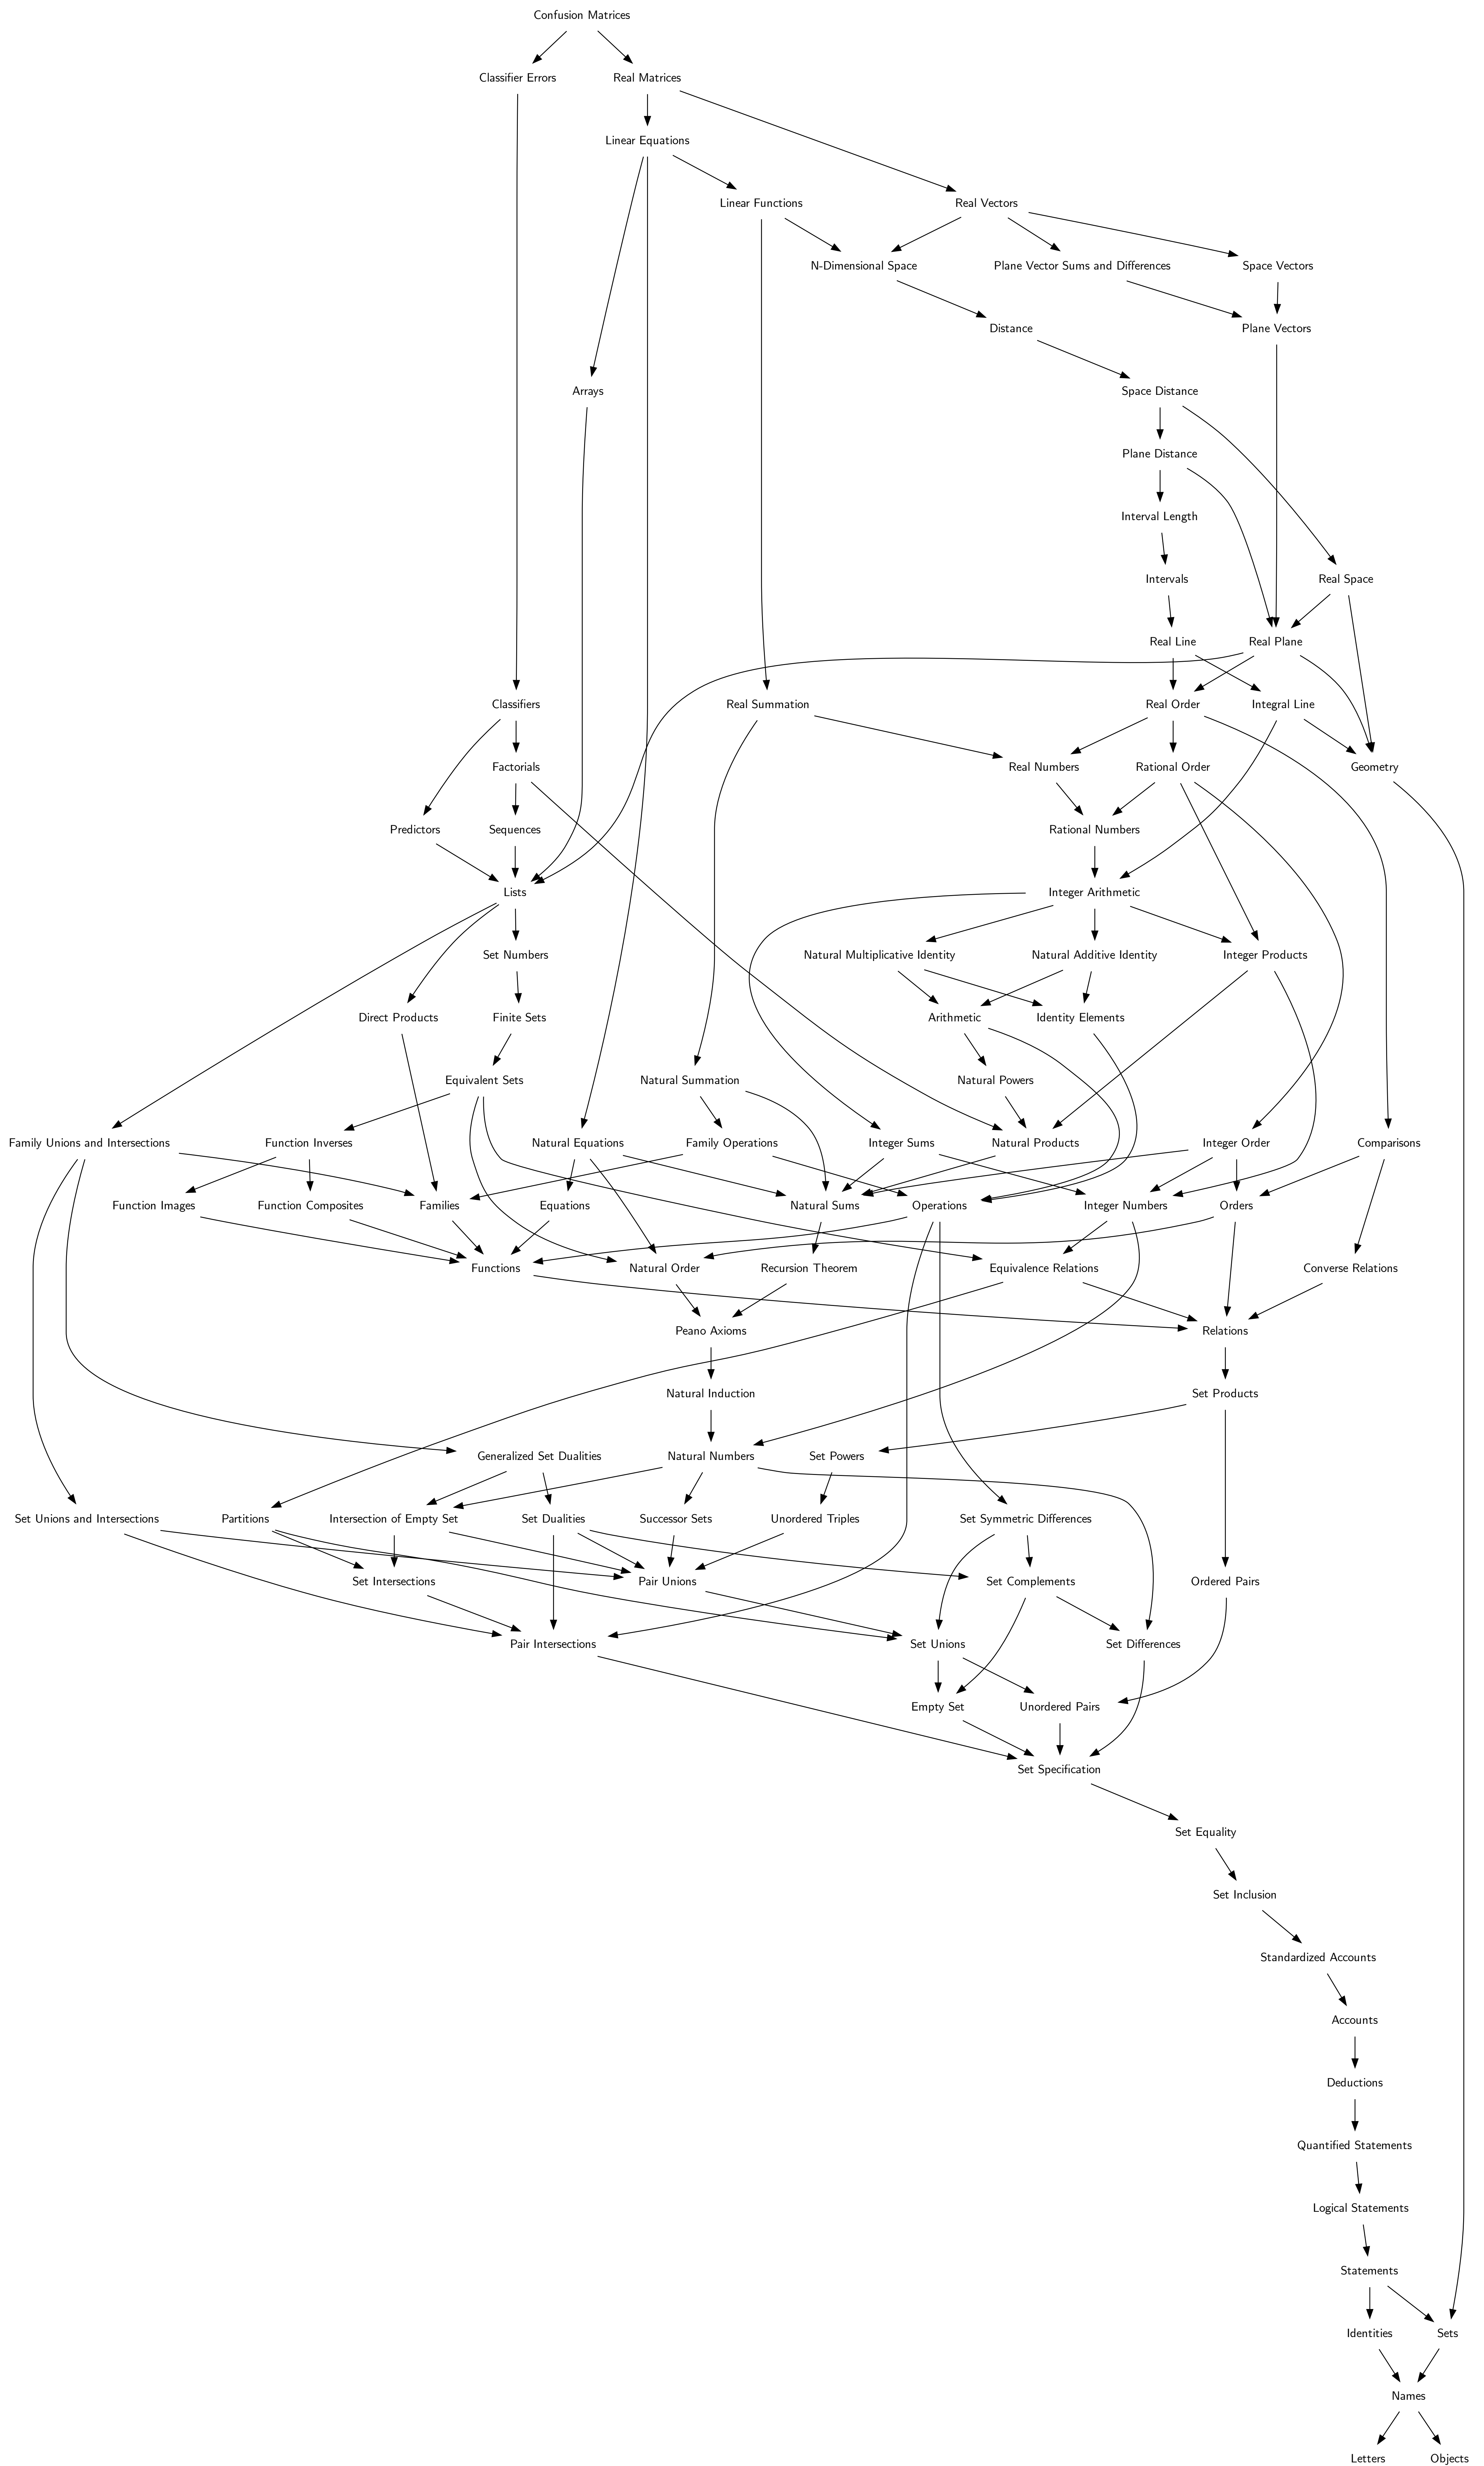 Confusion Matrices
Classifier Errors
Real Matrices
Linear Equations
Linear Functions
Real Vectors
N-Dimensional Space
Plane Vector Sums and Differences
Space Vectors
Distance
Plane Vectors
Arrays
Space Distance
Plane Distance
Interval Length
Intervals
Real Space
Real Line
Real Plane
Classifiers
Real Summation
Real Order
Integral Line
Factorials
Real Numbers
Rational Order
Geometry
Predictors
Sequences
Rational Numbers
Lists
Integer Arithmetic
Set Numbers
Natural Multiplicative Identity
Natural Additive Identity
Integer Products
Direct Products
Finite Sets
Arithmetic
Identity Elements
Equivalent Sets
Natural Summation
Natural Powers
Family Unions and Intersections
Function Inverses
Natural Equations
Family Operations
Integer Sums
Natural Products
Integer Order
Comparisons
Function Images
Function Composites
Families
Equations
Natural Sums
Operations
Integer Numbers
Orders
Functions
Natural Order
Recursion Theorem
Equivalence Relations
Converse Relations
Peano Axioms
Relations
Natural Induction
Set Products
Generalized Set Dualities
Natural Numbers
Set Powers
Set Unions and Intersections
Partitions
Intersection of Empty Set
Set Dualities
Successor Sets
Unordered Triples
Set Symmetric Differences
Set Intersections
Pair Unions
Set Complements
Ordered Pairs
Pair Intersections
Set Unions
Set Differences
Empty Set
Unordered Pairs
Set Specification
Set Equality
Set Inclusion
Standardized Accounts
Accounts
Deductions
Quantified Statements
Logical Statements
Statements
Identities
Sets
Names
Letters
Objects